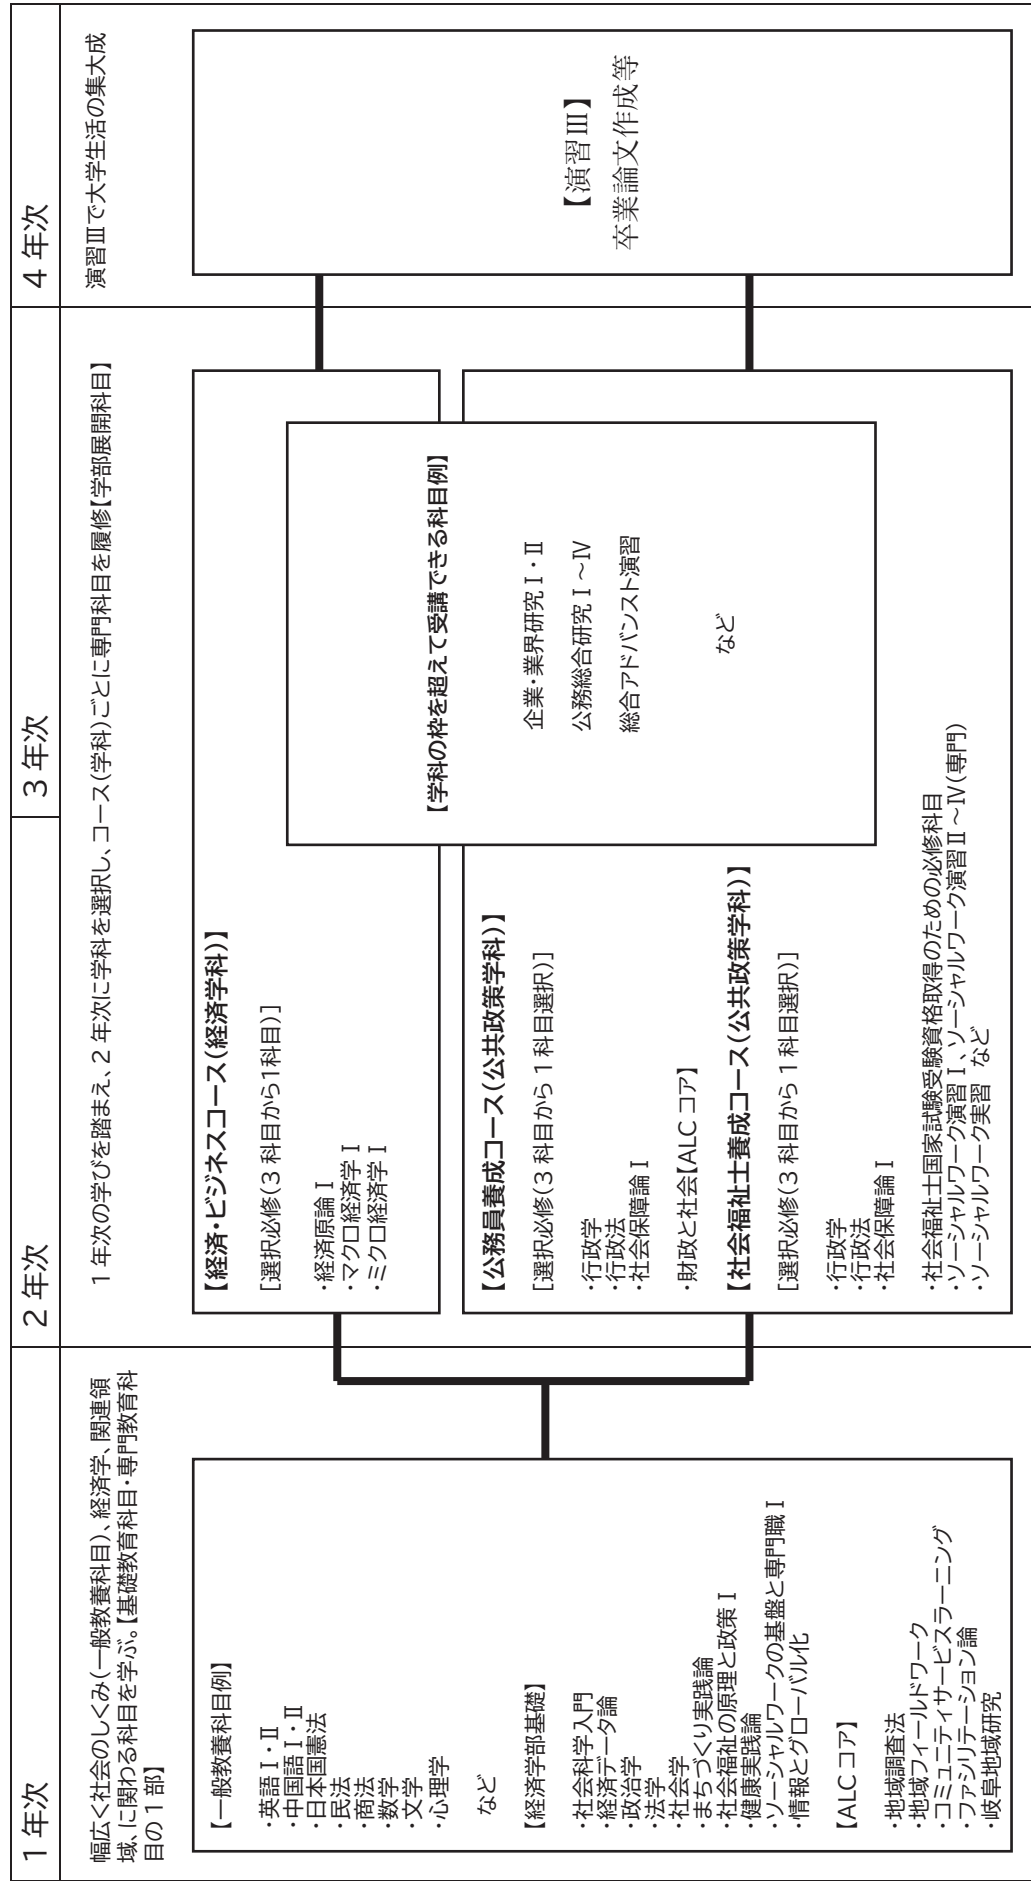 1 年次
2 年次
3 年次
4 年次
幅広く社会のしくみ(一般教養科目)、経済学、関連領
域、に関わる科目を学ぶ。【基礎教育科目・専門教育科
目の 1 部】
1 年次の学びを踏まえ、2 年次に学科を選択し、コース(学科)ごとに専門科目を履修【学部展開科目】
演習Ⅲで大学生活の集大成
【一般教養科目例】
・英語Ⅰ・Ⅱ
・中国語Ⅰ・Ⅱ
・日本国憲法
・民法
・商法
・数学
・文学
・心理学
など
【経済学部基礎】
・社会科学入門
・経済データ論
・政治学
・法学
・社会学
・まちづくり実践論
・社会福祉の原理と政策Ⅰ
・健康実践論
・ソーシャルワークの基盤と専門職Ⅰ
・情報とグローバル化
【ALC コア】
・地域調査法
・地域フィールドワーク
・コミュニティサービスラーニング
・ファシリテーション論
・岐阜地域研究
【経済・ビジネスコース(経済学科)】
[選択必修(3 科目から1科目)]
・経済原論Ⅰ
・マクロ経済学Ⅰ
・ミクロ経済学Ⅰ
【公務員養成コース(公共政策学科)】
[選択必修(3 科目から 1 科目選択)]
・行政学
・行政法
・社会保障論Ⅰ
・財政と社会【ALC コア】
【社会福祉士養成コース(公共政策学科)】
[選択必修(3 科目から 1 科目選択)]
・行政学
・行政法
・社会保障論Ⅰ
・社会福祉士国家試験受験資格取得のための必修科目
・ソーシャルワーク演習Ⅰ、ソーシャルワーク演習Ⅱ～Ⅳ(専門)
・ソーシャルワーク実習 など
【学科の枠を超えて受講できる科目例】
企業・業界研究Ⅰ・Ⅱ
公務総合研究Ⅰ～Ⅳ
総合アドバンスト演習
など
【演習Ⅲ】
卒業論文作成等